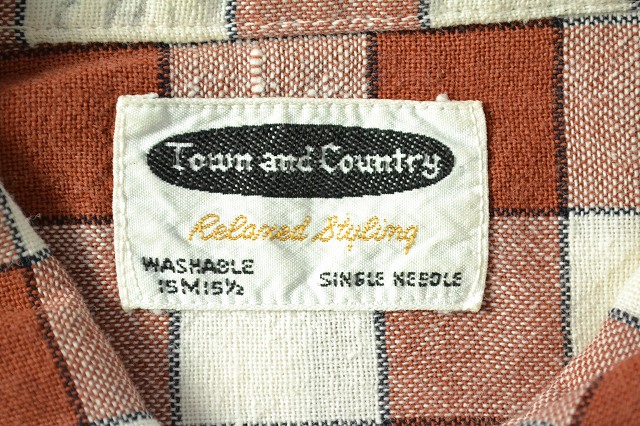 Town and Country
Relaxed Styling
WASHABLE
15M15½
SINGLE NEEDLE